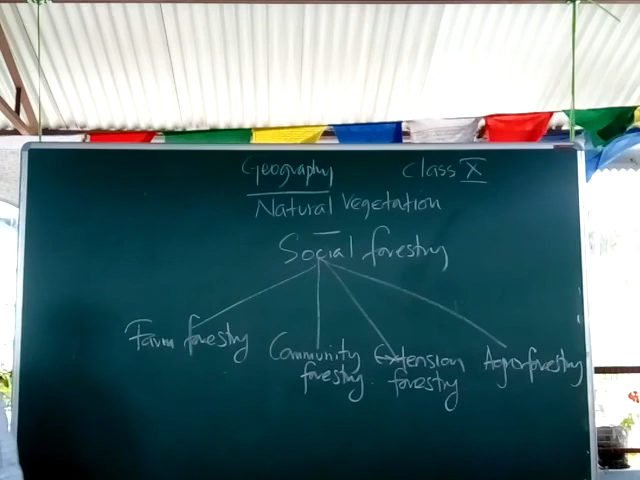 Geography Class X
Natural Vegetation
Social forestry
Farm forestry
Community forestry
Extension forestry
Agroforestry